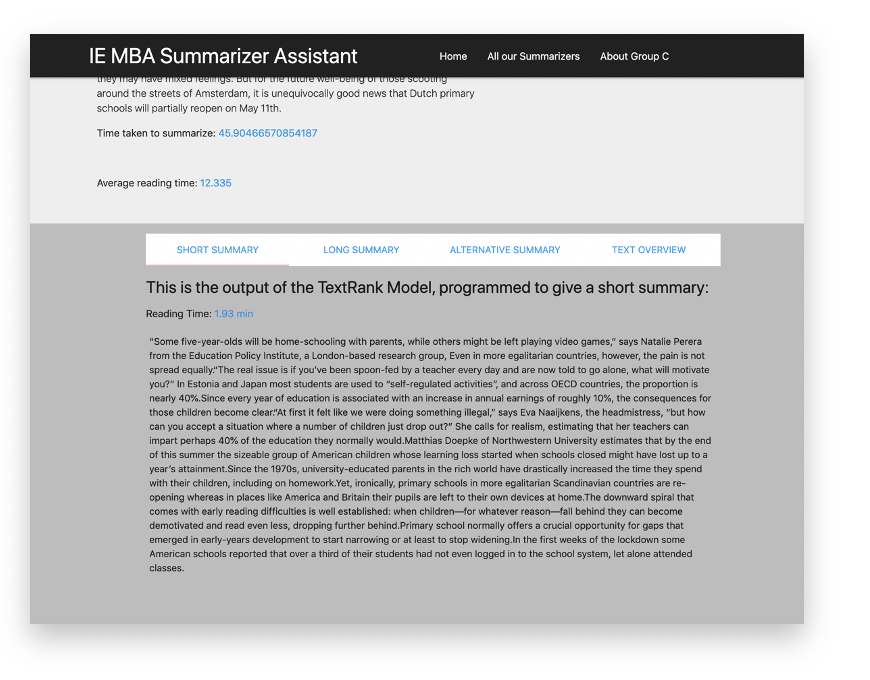 IE MBA Summarizer Assistant
Home
All our Summarizers
About Group C
they may have mixed feelings. But for the future well-being of those scooting
around the streets of Amsterdam, it is unequivocally good news that Dutch primary
schools will partially reopen on May 11th.
Time taken to summarize: 45.90466570854187
Average reading time: 12.335
SHORT SUMMARY
LONG SUMMARY
ALTERNATIVE SUMMARY
TEXT OVERVIEW
This is the output of the TextRank Model, programmed to give a short summary:
Reading Time: 1.93 min
“Some five-year-olds will be home-schooling with parents, while others might be left playing video games,” says Natalie Perera
from the Education Policy Institute, a London-based research group, Even in more egalitarian countries, however, the pain is not
spread equally.“The real issue is if you’ve been spoon-fed by a teacher every day and are now told to go alone, what will motivate
you?” In Estonia and Japan most students are used to “self-regulated activities”, and across OECD countries, the proportion is
nearly 40%.Since every year of education is associated with an increase in annual earnings of roughly 10%, the consequences for
those children become clear.“At first it felt like we were doing something illegal,” says Eva Naaijkens, the headmistress, “but how
can you accept a situation where a number of children just drop out?” She calls for realism, estimating that her teachers can
impart perhaps 40% of the education they normally would.Matthias Doepke of Northwestern University estimates that by the end
of this summer the sizeable group of American children whose learning loss started when schools closed might have lost up to a
year’s attainment.Since the 1970s, university-educated parents in the rich world have drastically increased the time they spend
with their children, including on homework.Yet, ironically, primary schools in more egalitarian Scandinavian countries are re-
opening whereas in places like America and Britain their pupils are left to their own devices at home.The downward spiral that
comes with early reading difficulties is well established: when children—for whatever reason—fall behind they can become
demotivated and read even less, dropping further behind.Primary school normally offers a crucial opportunity for gaps that
emerged in early-years development to start narrowing or at least to stop widening.In the first weeks of the lockdown some
American schools reported that over a third of their students had not even logged in to the school system, let alone attended
classes.